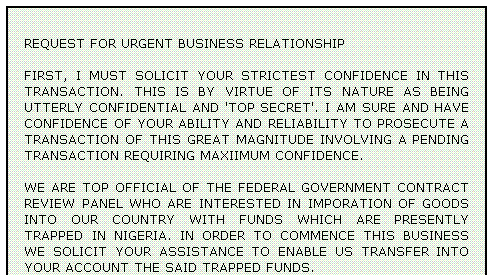 REQUEST FOR URGENT BUSINESS RELATIONSHIP
FIRST, I MUST SOLICIT YOUR STRICTEST CONFIDENCE IN THIS
TRANSACTION. THIS IS BY VIRTUE OF ITS NATURE AS BEING
UTTERLY CONFIDENTIAL AND 'TOP SECRET'. I AM SURE AND HAVE
CONFIDENCE OF YOUR ABILITY AND RELIABILITY TO PROSECUTE A
TRANSACTION OF THIS GREAT MAGNITUDE INVOLVING A PENDING
TRANSACTION REQUIRING MAXIIMUM CONFIDENCE.
WE ARE TOP OFFICIAL OF THE FEDERAL GOVERNMENT CONTRACT
REVIEW PANEL WHO ARE INTERESTED IN IMPORATION OF GOODS
INTO OUR COUNTRY WITH FUNDS WHICH ARE PRESENTLY
TRAPPED IN NIGERIA. IN ORDER TO COMMENCE THIS BUSINESS
WE SOLICIT YOUR ASSISTANCE TO ENABLE US TRANSFER INTO
YOUR ACCOUNT THE SAID TRAPPED FUNDS.